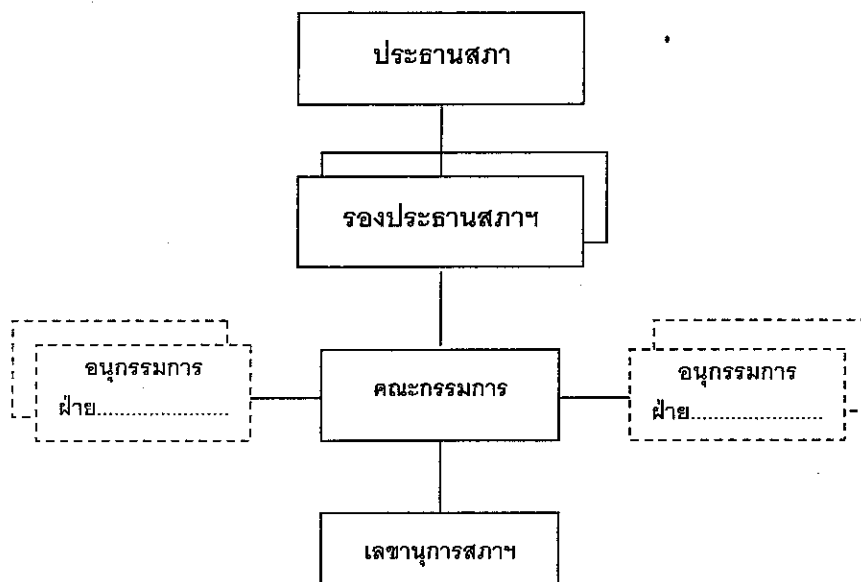 ประธานสภา
รองประธานสภาฯ
อนุกรรมการ
ฝ่าย.......................
คณะกรรมการ
อนุกรรมการ
ฝ่าย.......................
เลขานุการสภาฯ